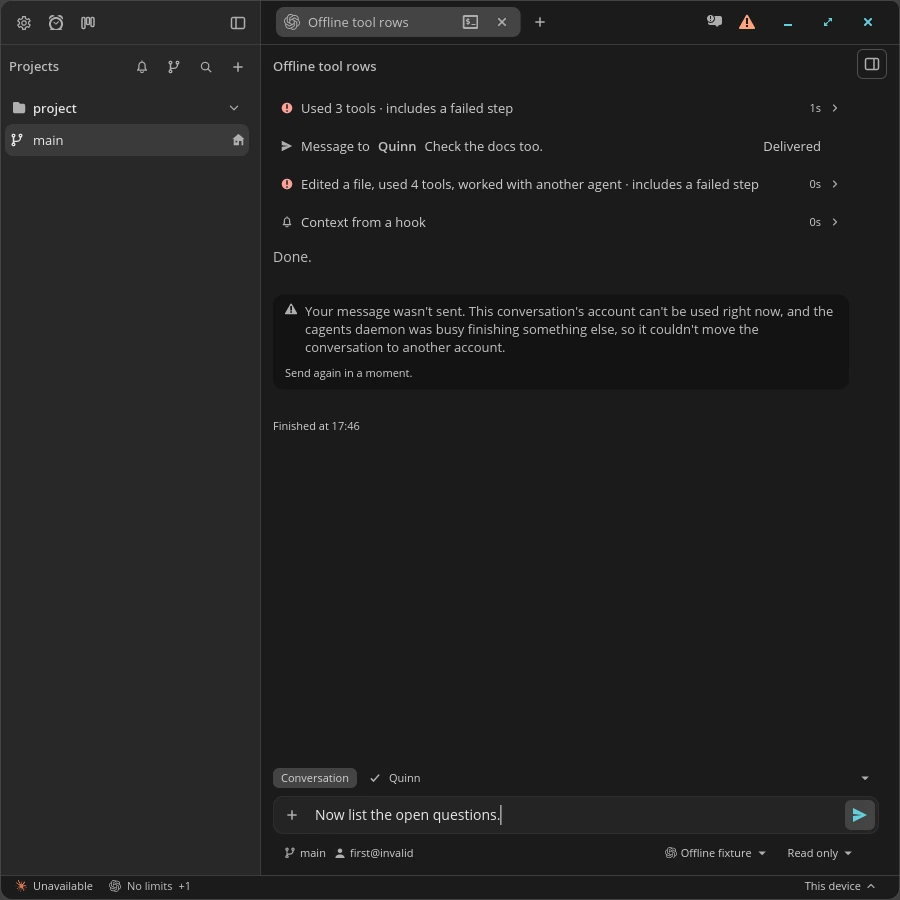 Offline tool rows
Projects
Offline tool rows
project
main
Used 3 tools · includes a failed step 1s
Message to Quinn Check the docs too. Delivered
Edited a file, used 4 tools, worked with another agent · includes a failed step 0s
Context from a hook 0s
Done.
Your message wasn't sent. This conversation's account can't be used right now, and the
cagents daemon was busy finishing something else, so it couldn't move the
conversation to another account.
Send again in a moment.
Finished at 17:46
Conversation Quinn
Now list the open questions.
main first@invalid Offline fixture Read only
Unavailable No limits +1 This device